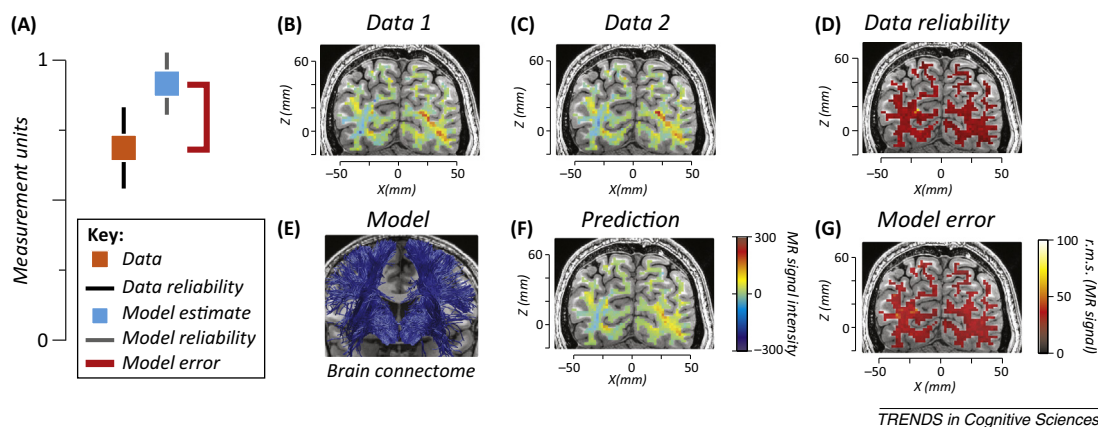 (A)
1
Measurement units
0
Key:
Data
Data reliability
Model estimate
Model reliability
Model error
(B) Data 1
60
Z (mm)
0
−50 0 50
X(mm)
(C) Data 2
60
Z (mm)
0
−50 0 50
X(mm)
(D) Data reliability
60
Z (mm)
0
−50 0 50
X(mm)
(E) Model
Brain connectome
(F) Prediction
60
Z (mm)
0
−50 0 50
X(mm)
300
0
−300
MR signal intensity
(G) Model error
60
Z (mm)
0
−50 0 50
X (mm)
100
50
0
r.m.s. (MR signal)
TRENDS in Cognitive Sciences